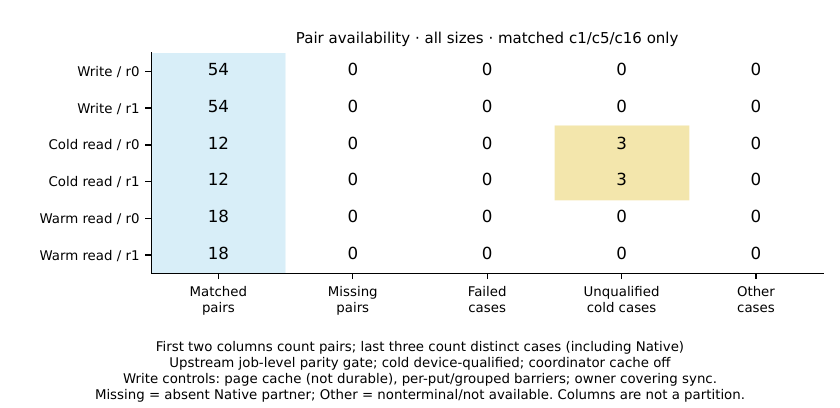 Pair availability · all sizes · matched c1/c5/c16 only
Write / r0 54 0 0 0 0
Write / r1 54 0 0 0 0
Cold read / r0 12 0 0 3 0
Cold read / r1 12 0 0 3 0
Warm read / r0 18 0 0 0 0
Warm read / r1 18 0 0 0 0
Matched Missing Failed Unqualified Other
pairs pairs cases cold cases cases
First two columns count pairs; last three count distinct cases (including Native)
Upstream job-level parity gate; cold device-qualified; coordinator cache off
Write controls: page cache (not durable), per-put/grouped barriers; owner covering sync.
Missing = absent Native partner; Other = nonterminal/not available. Columns are not a partition.